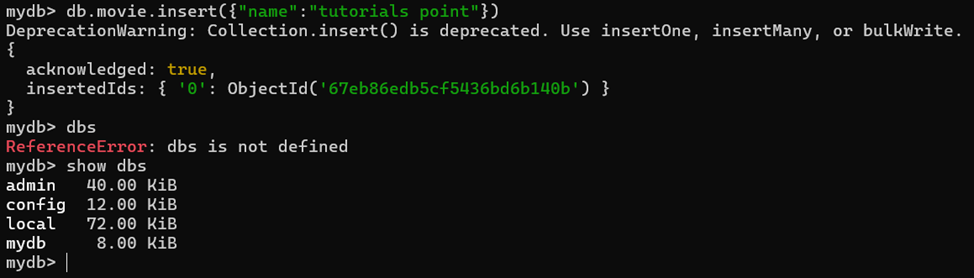 mydb> db.movie.insert({"name":"tutorials point"})
DeprecationWarning: Collection.insert() is deprecated. Use insertOne, insertMany, or bulkWrite.
{
  acknowledged: true,
  insertedIds: { '0': ObjectId('67eb86edb5cf5436bd6b140b') }
}
mydb> dbs
ReferenceError: dbs is not defined
mydb> show dbs
admin   40.00 KiB
config  12.00 KiB
local   72.00 KiB
mydb     8.00 KiB
mydb>